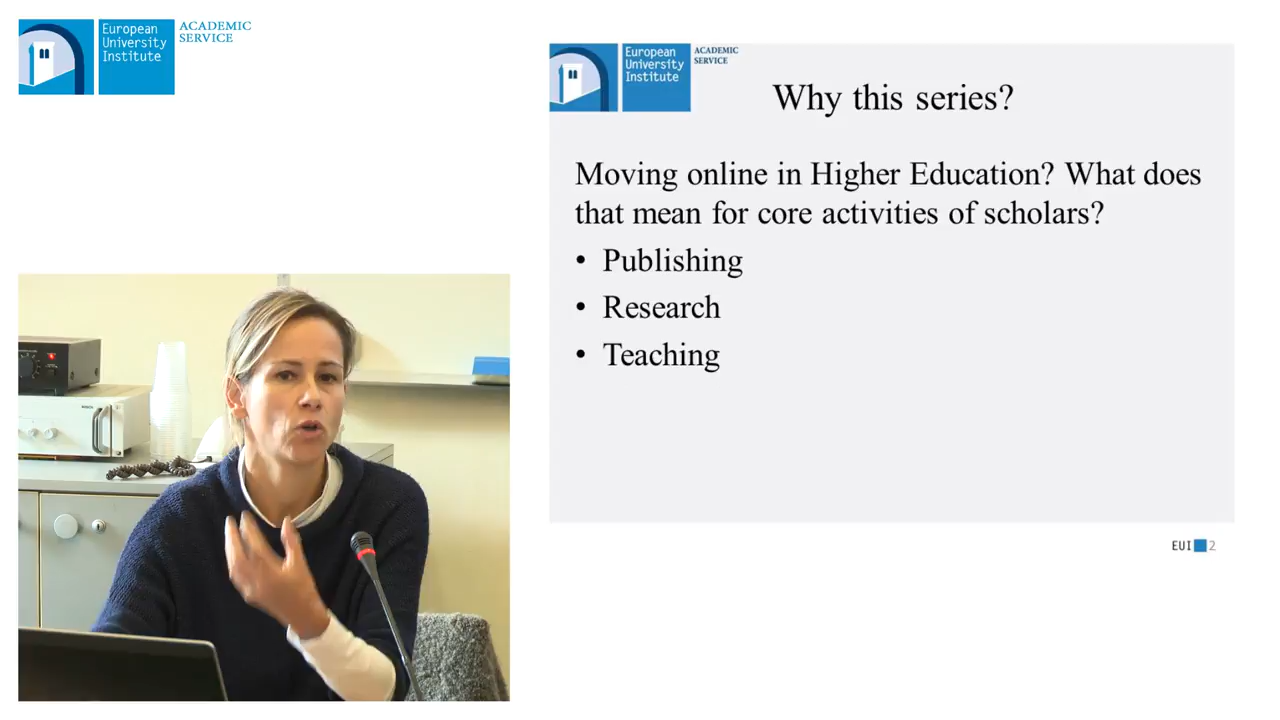 European
University
Institute
ACADEMIC
SERVICE
European
University
Institute
ACADEMIC
SERVICE
Why this series?
Moving online in Higher Education? What does
that mean for core activities of scholars?
• Publishing
• Research
• Teaching
EUI 2